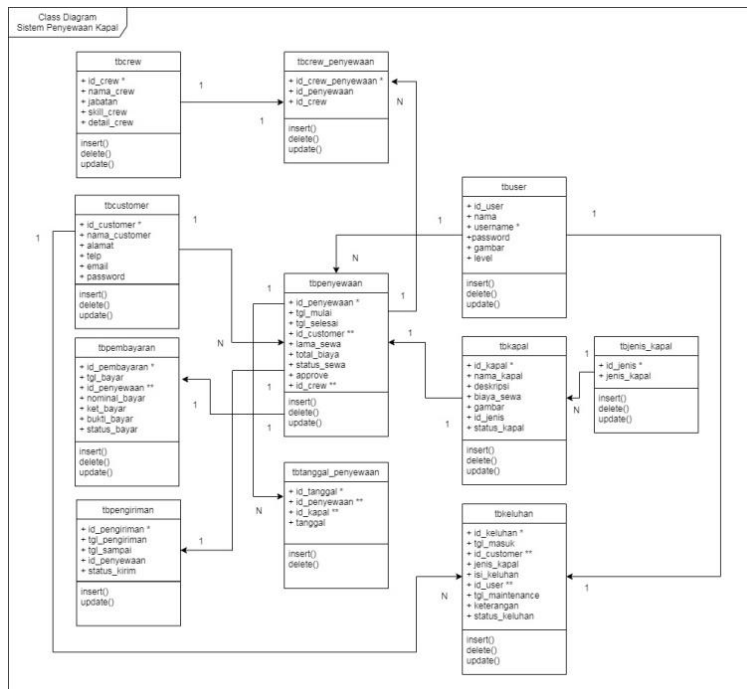 Class Diagram
Sistem Penyewaan Kapal
tbcrew
+ id_crew *
+ nama_crew
+ jabatan
+ skill_crew
+ detail_crew
insert()
delete()
update()
1
1
tbcrew_penyewaan
+ id_crew_penyewaan *
+ id_penyewaan
+ id_crew
insert()
delete()
update()
N
tbcustomer
+ id_customer *
+ nama_customer
+ alamat
+ telp
+ email
+ password
insert()
delete()
update()
1
1
N
tbuser
+ id_user
+ nama
+ username *
+password
+ gambar
+ level
insert()
delete()
update()
1
1
N
tbpenyewaan
+ id_penyewaan *
+ tgl_mulai
+ tgl_selesai
+ id_customer **
+ lama_sewa
+ total_biaya
+ status_sewa
+ approve
+ id_crew **
insert()
delete()
update()
1
1
1
1
1
tbpembayaran
+ id_pembayaran *
+ tgl_bayar
+ id_penyewaan **
+ nominal_bayar
+ ket_bayar
+ bukti_bayar
+ status_bayar
insert()
delete()
update()
1
tbkapal
+ id_kapal *
+ nama_kapal
+ deskripsi
+ biaya_sewa
+ gambar
+ id_jenis
+ status_kapal
insert()
delete()
update()
1
1
N
tbjenis_kapal
+ id_jenis *
+ jenis_kapal
insert()
delete()
update()
tbtanggal_penyewaan
+ id_tanggal *
+ id_penyewaan **
+ id_kapal **
+ tanggal
insert()
delete()
N
tbpengiriman
+ id_pengiriman *
+ tgl_pengiriman
+ tgl_sampai
+ id_penyewaan
+ status_kirim
insert()
update()
1
tbkeluhan
+ id_keluhan *
+ tgl_masuk
+ id_customer **
+ jenis_kapal
+ isi_keluhan
+ id_user **
+ tgl_maintenance
+ keterangan
+ status_keluhan
insert()
delete()
update()
N
1